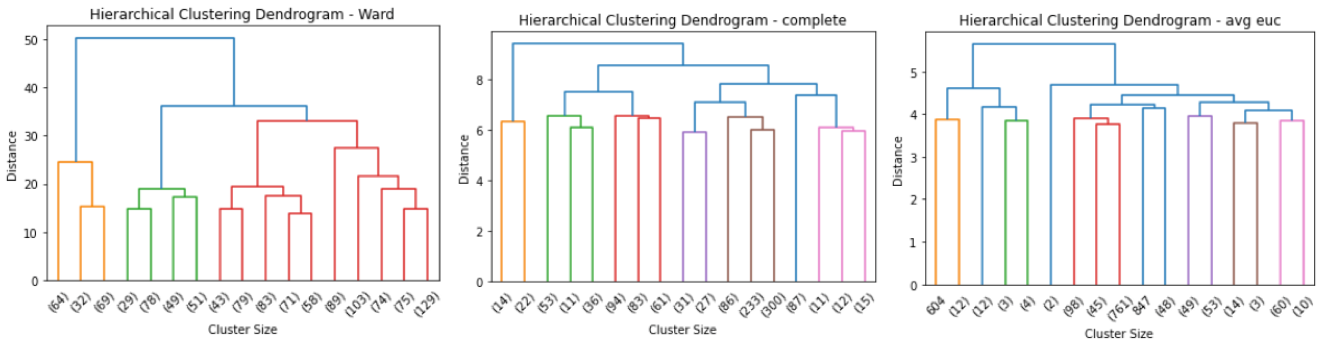 Hierarchical Clustering Dendrogram - Ward
50
40
30
20
10
0
Distance
(64) (32) (69) (29) (78) (49) (51) (43) (79) (83) (71) (58) (89) (103) (74) (75) (129)
Cluster Size
Hierarchical Clustering Dendrogram - complete
8
6
4
2
0
Distance
(14) (22) (53) (11) (36) (94) (83) (61) (31) (27) (86) (233) (300) (87) (11) (12) (15)
Cluster Size
Hierarchical Clustering Dendrogram - avg euc
5
4
3
2
1
0
Distance
604 (12) (12) (3) (4) (2) (98) (45) (761) 847 (48) (49) (53) (14) (3) (60) (10)
Cluster Size